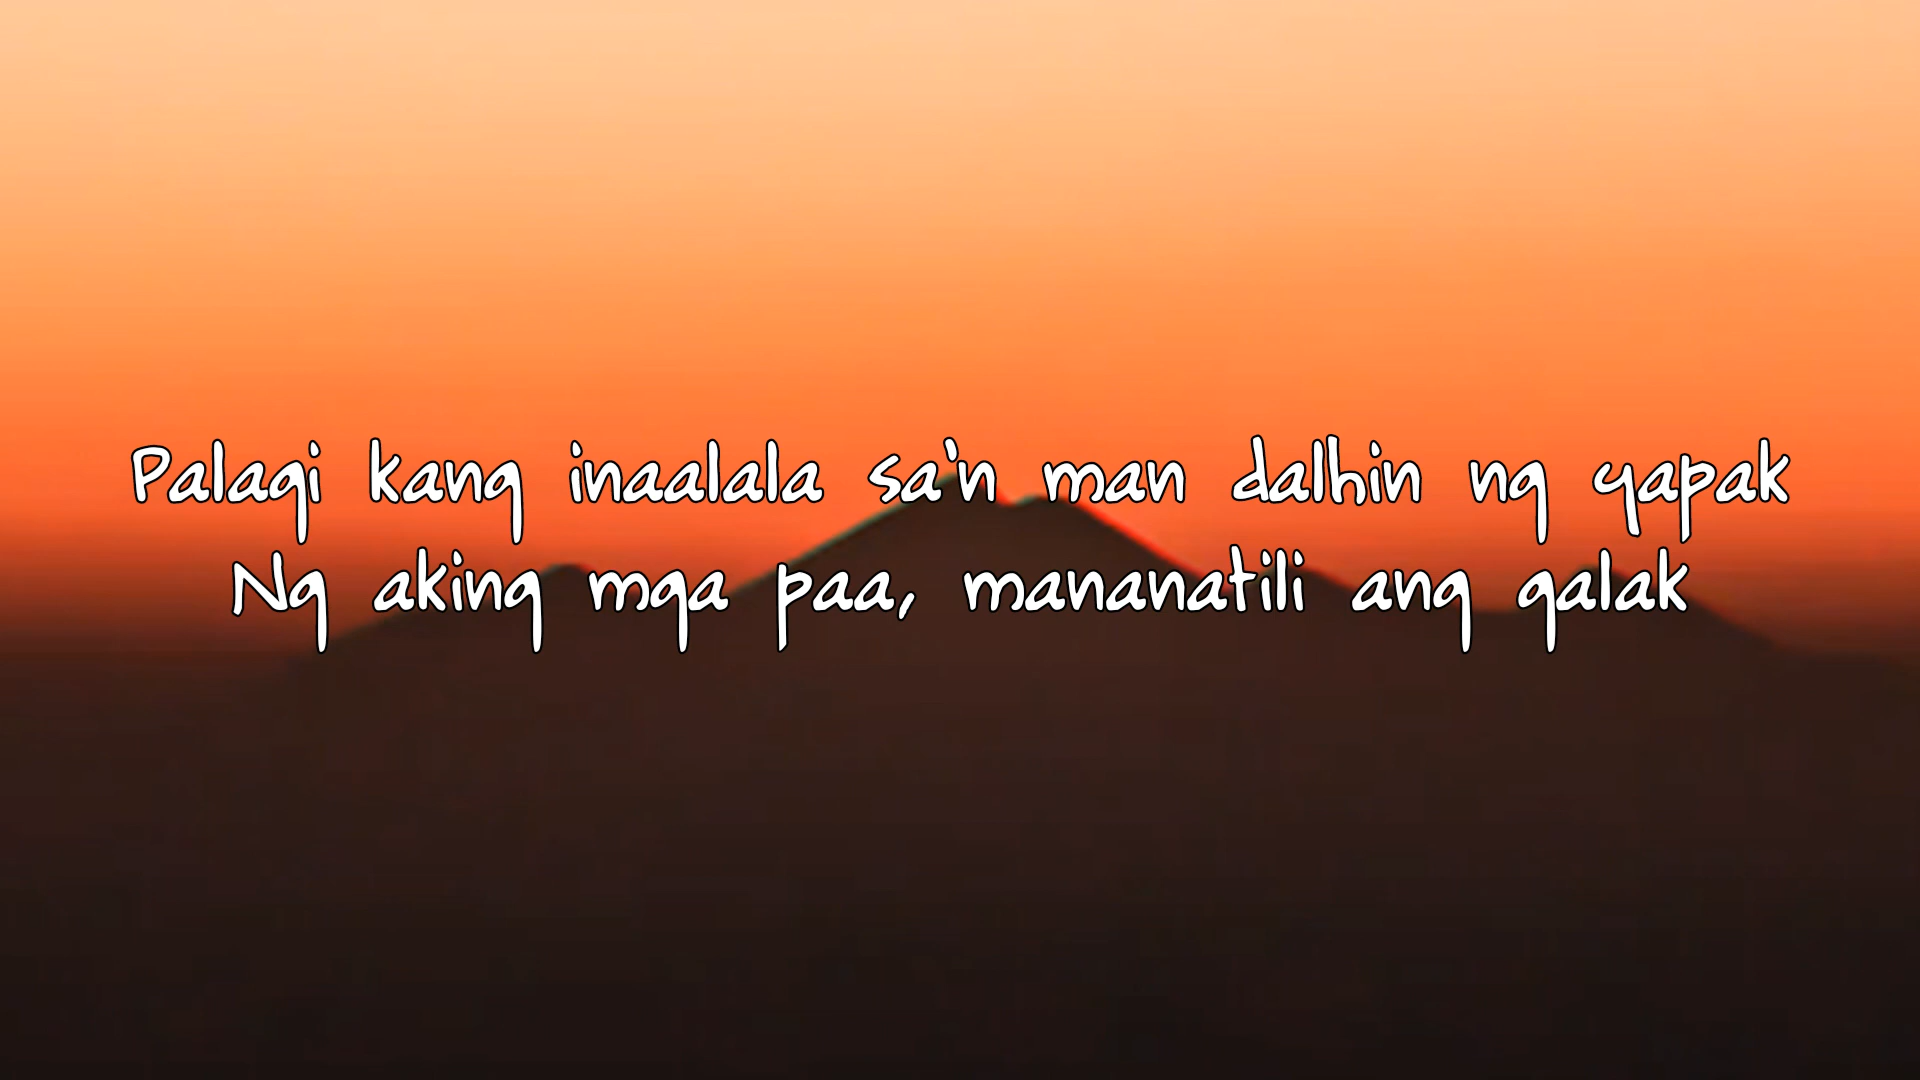 Palagi kang inaalala sa'n man dalhin ng yapak
Ng aking mga paa, mananatili ang galak